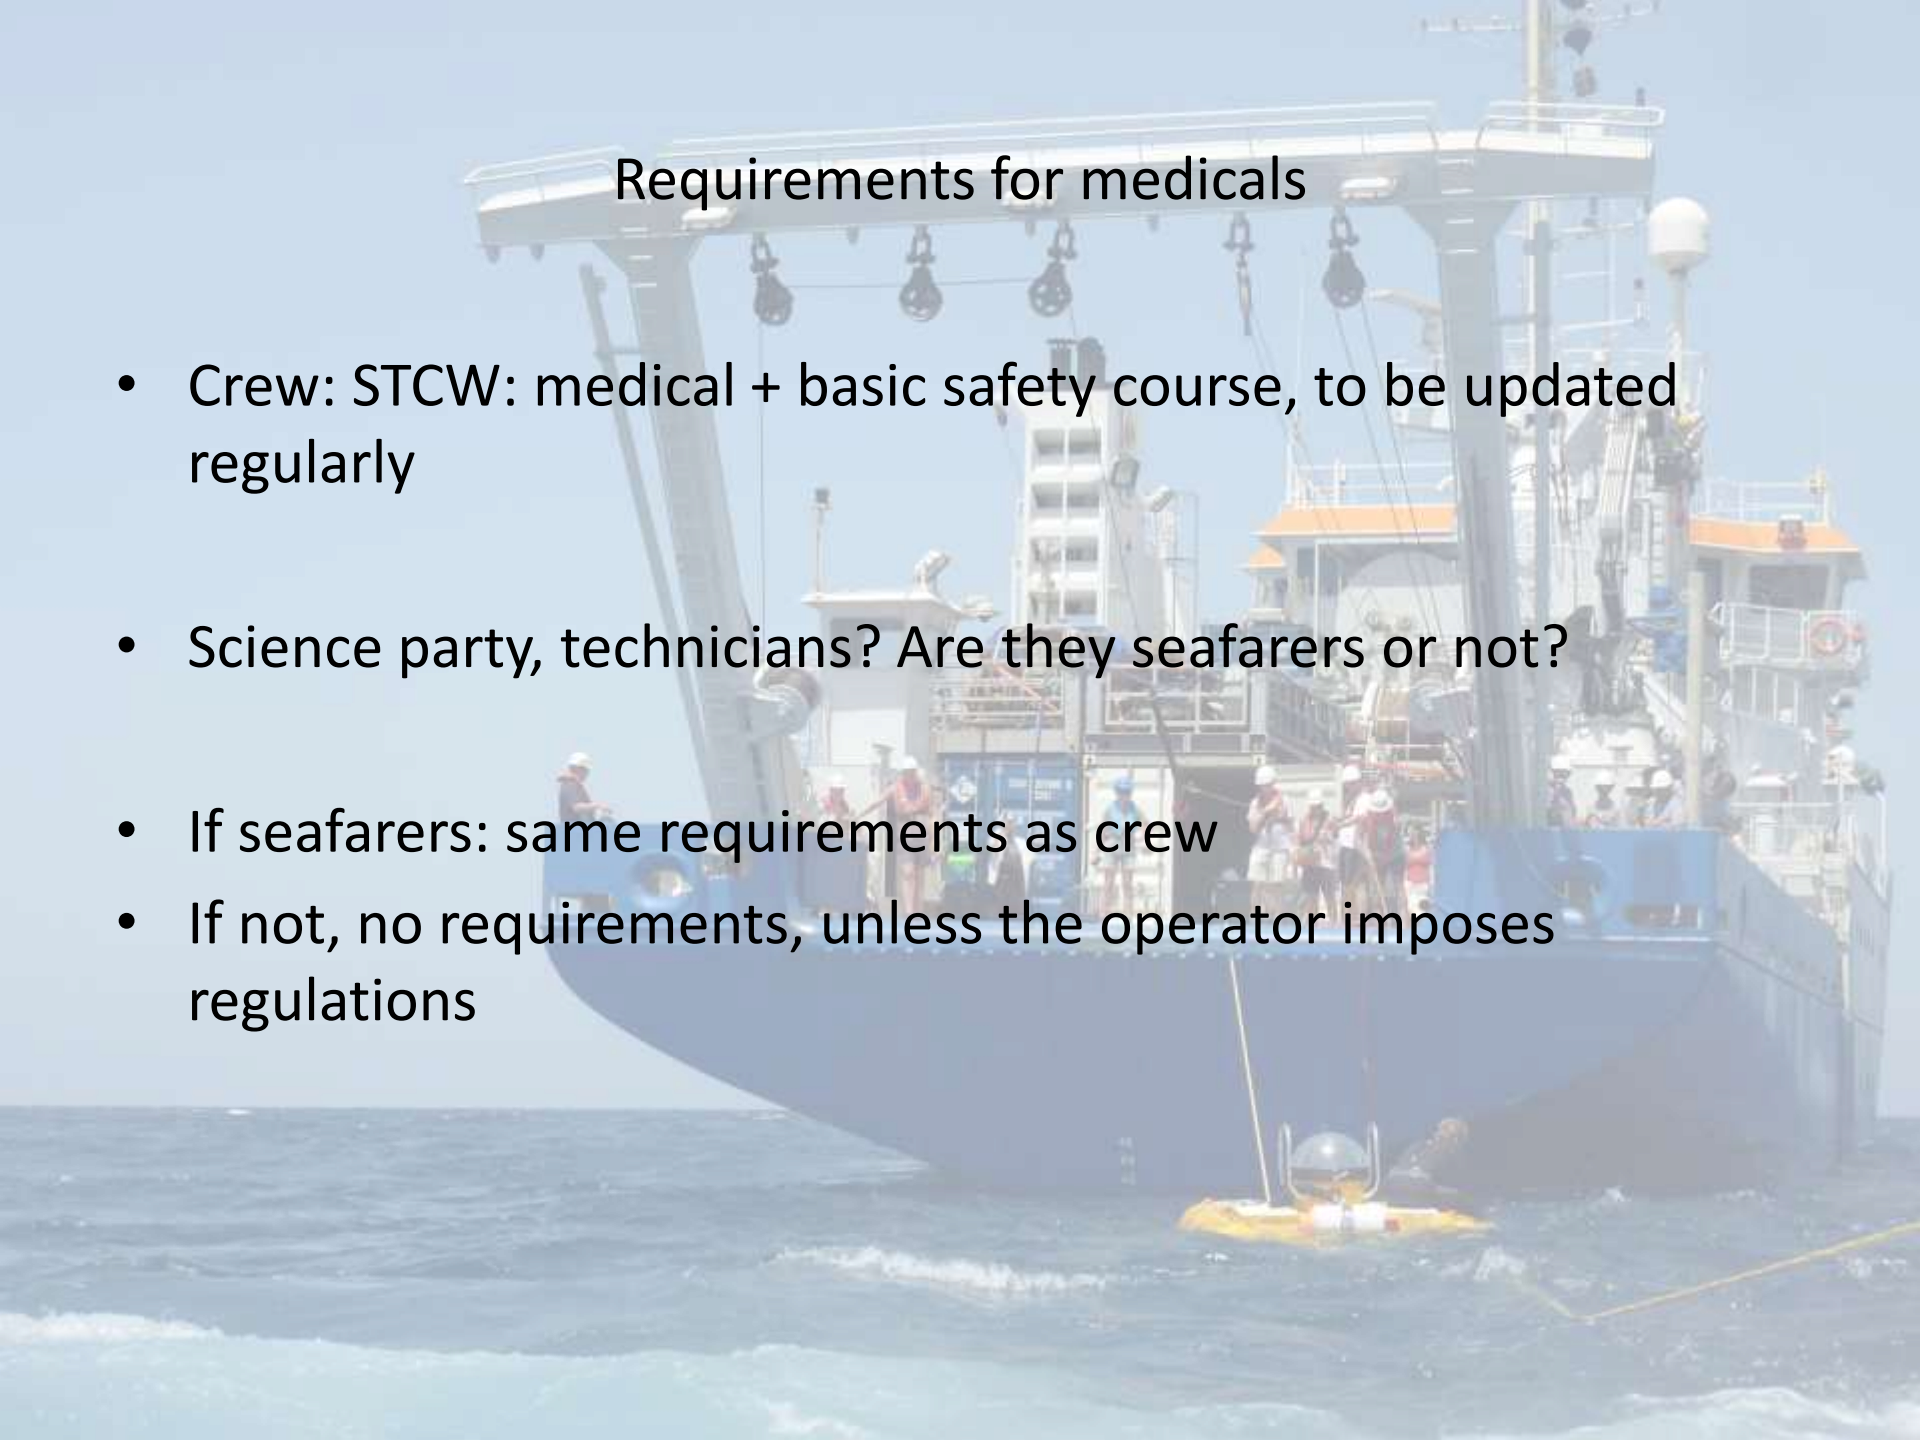 Requirements for medicals
• Crew: STCW: medical + basic safety course, to be updated
regularly
• Science party, technicians? Are they seafarers or not?
• If seafarers: same requirements as crew
• If not, no requirements, unless the operator imposes
regulations